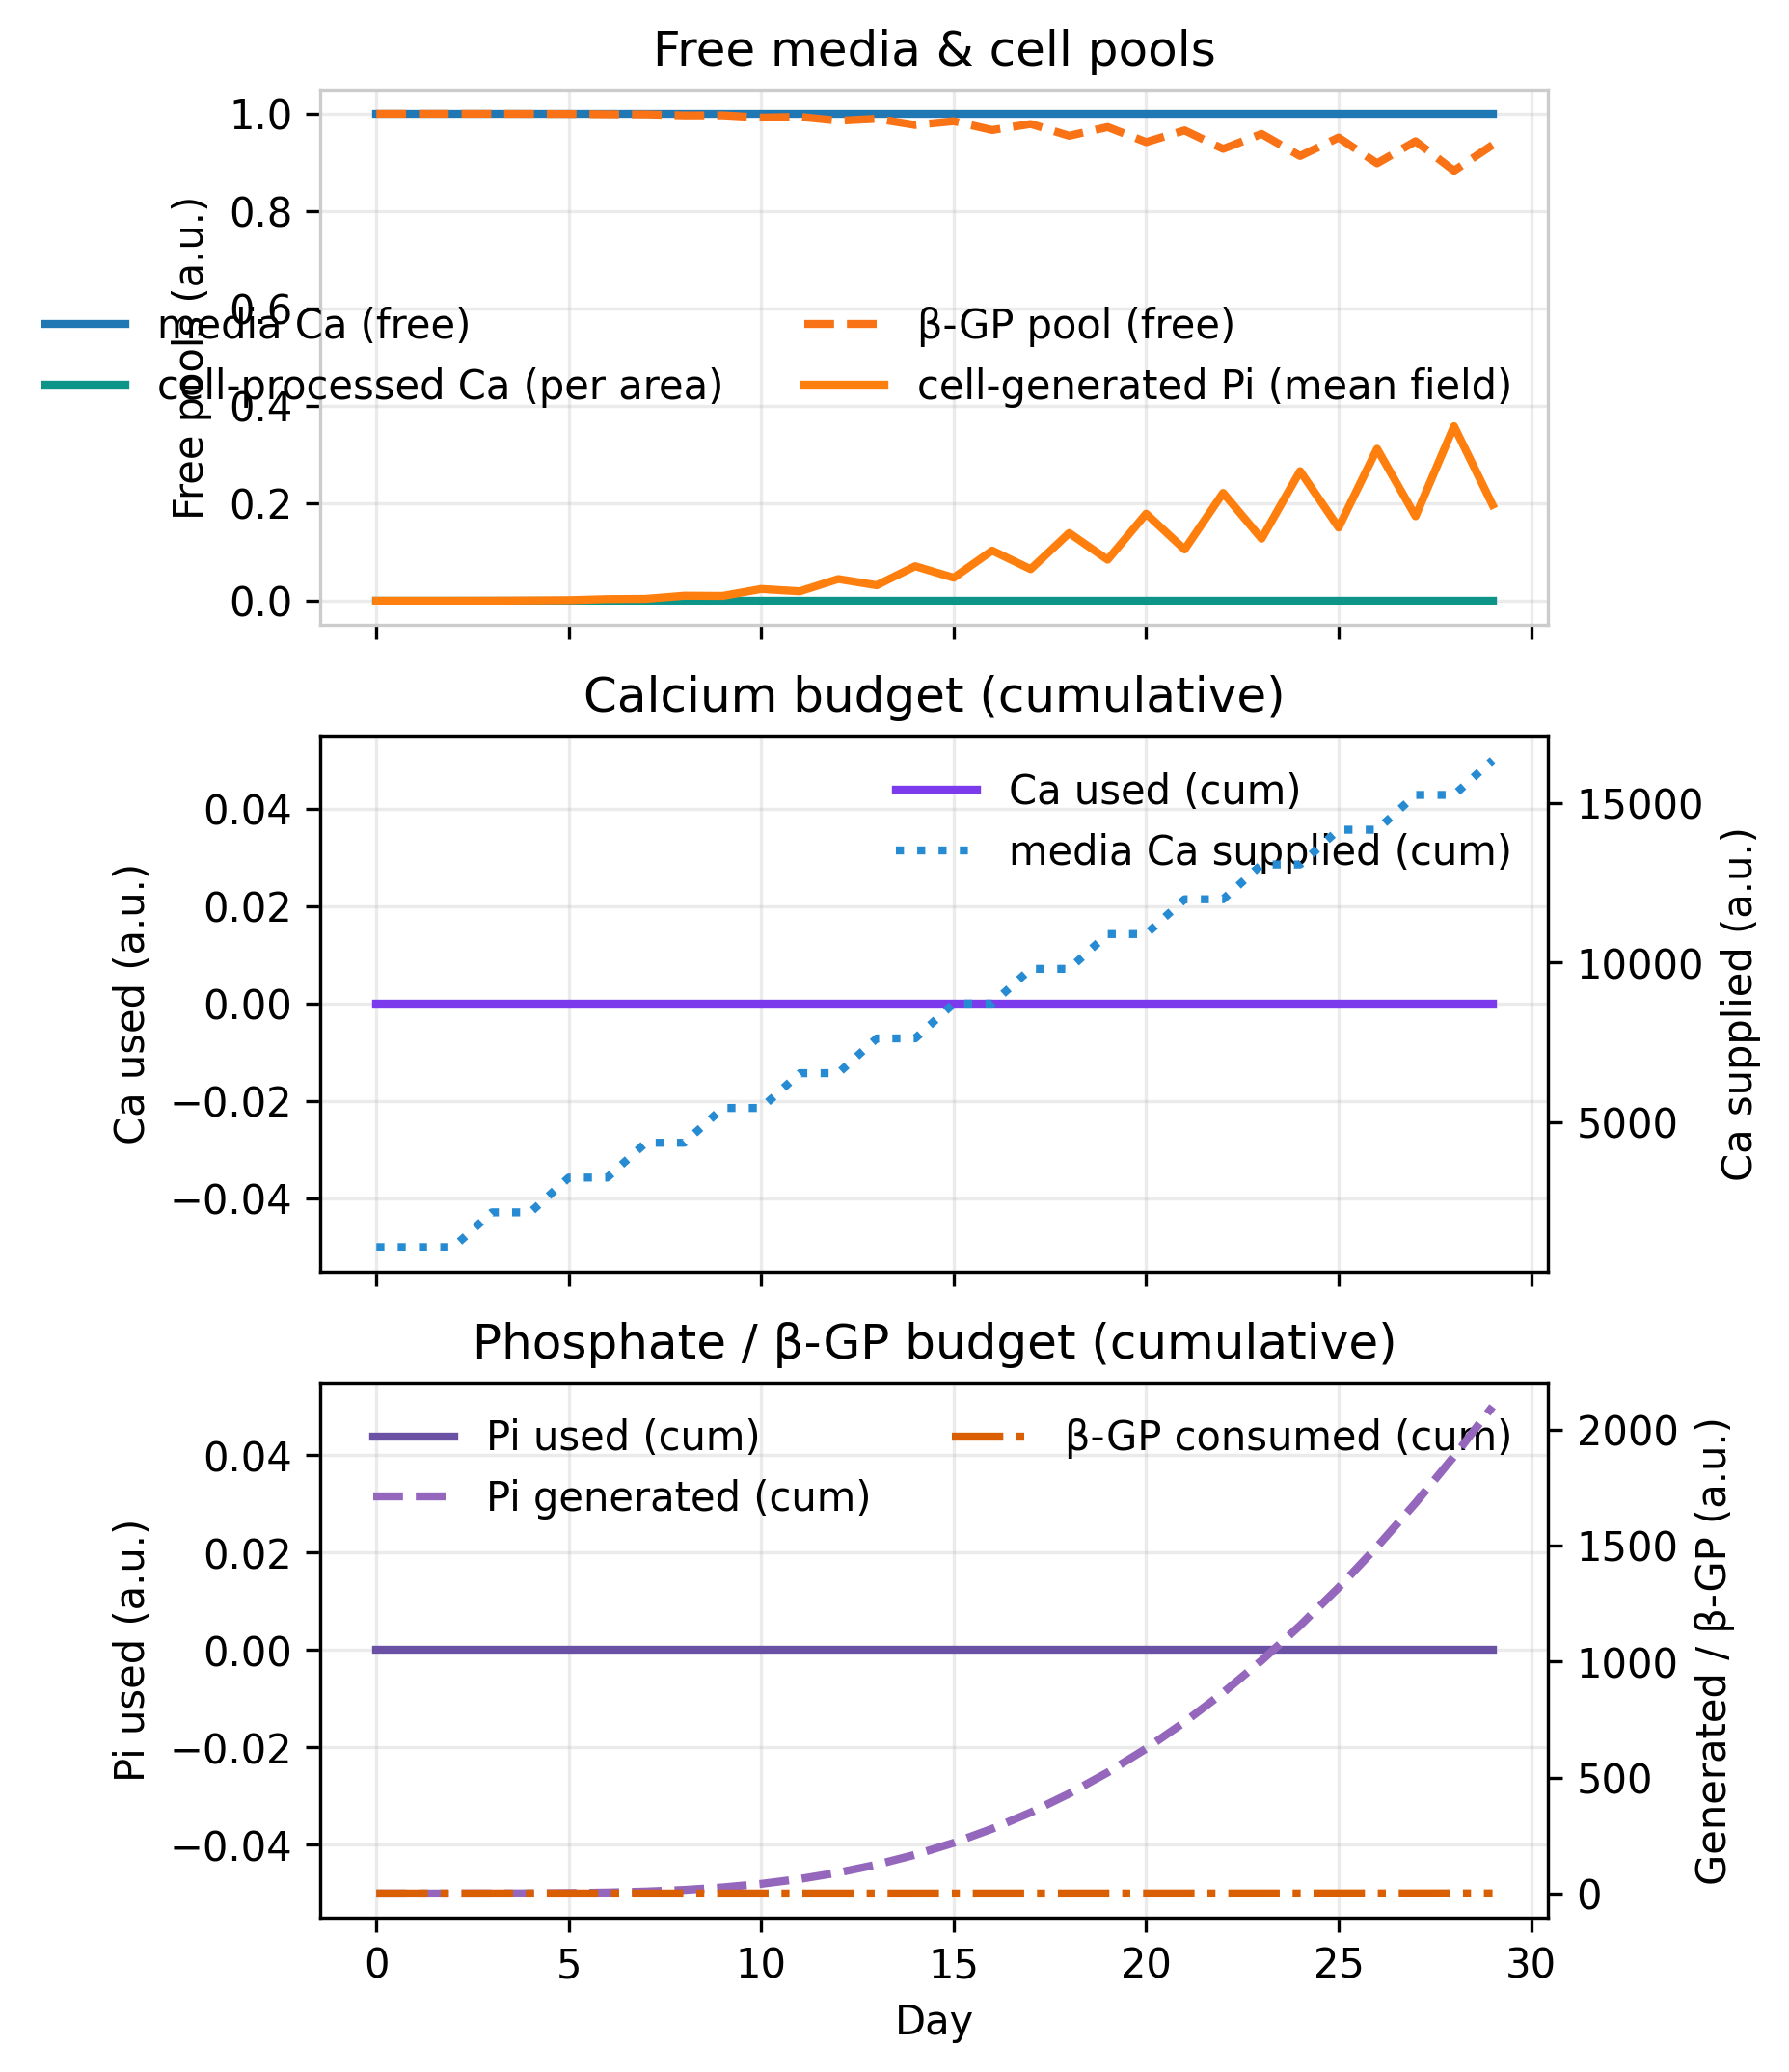 Free media & cell pools
Free pools (a.u.)
1.0
0.8
0.6
0.4
0.2
0.0
media Ca (free)
cell-processed Ca (per area)
β-GP pool (free)
cell-generated Pi (mean field)
Calcium budget (cumulative)
Ca used (a.u.)
0.04
0.02
0.00
−0.02
−0.04
Ca used (cum)
media Ca supplied (cum)
15000
10000
5000
Ca supplied (a.u.)
Phosphate / β-GP budget (cumulative)
Pi used (a.u.)
0.04
0.02
0.00
−0.02
−0.04
Pi used (cum)
Pi generated (cum)
β-GP consumed (cum)
2000
1500
1000
500
0
Generated / β-GP (a.u.)
0 5 10 15 20 25 30
Day